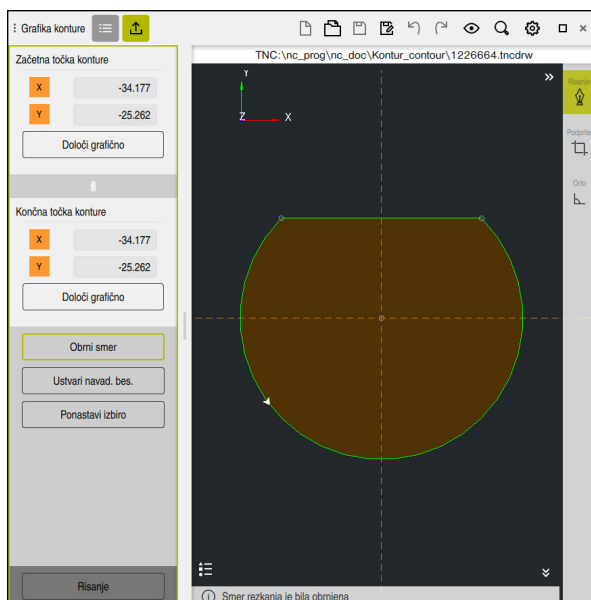 Grafika konture
TNC:\nc_prog\nc_doc\Kontur_contour\1226664.tncdrw
Začetna točka konture
X -34.177
Y -25.262
Določi grafično
Končna točka konture
X -34.177
Y -25.262
Določi grafično
Obrni smer
Ustvari navad. bes.
Ponastavi izbiro
Risanje
Y
Z X
Risanje
Podprite
Orto
Smer rezkanja je bila obrnjena